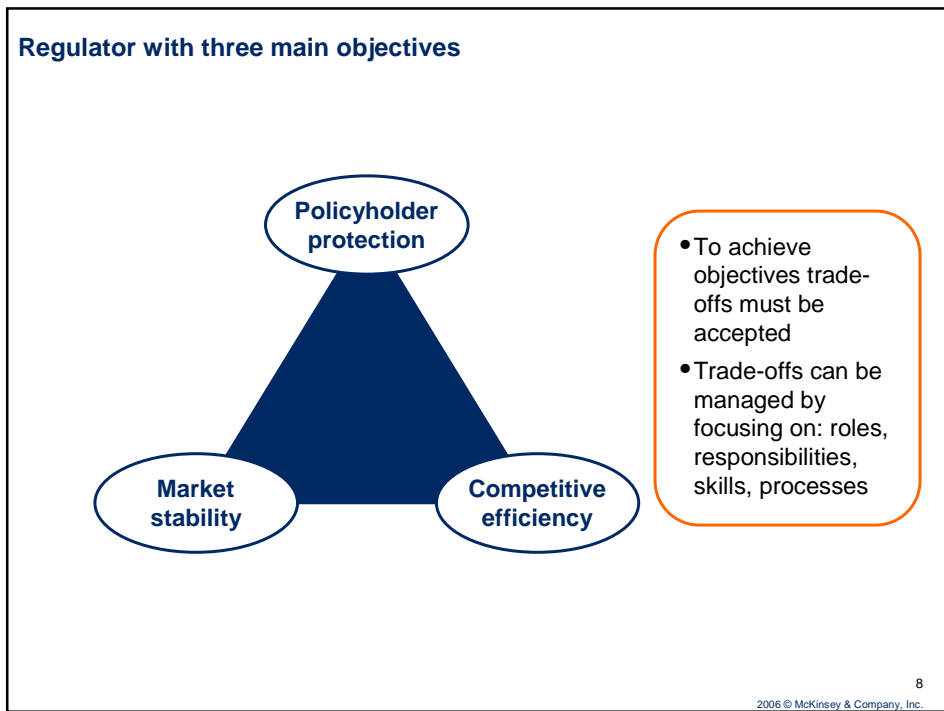 Regulator with three main objectives
Policyholder
protection
Market
stability
Competitive
efficiency
•To achieve
objectives trade-
offs must be
accepted
•Trade-offs can be
managed by
focusing on: roles,
responsibilities,
skills, processes
8
2006 © McKinsey & Company, Inc.